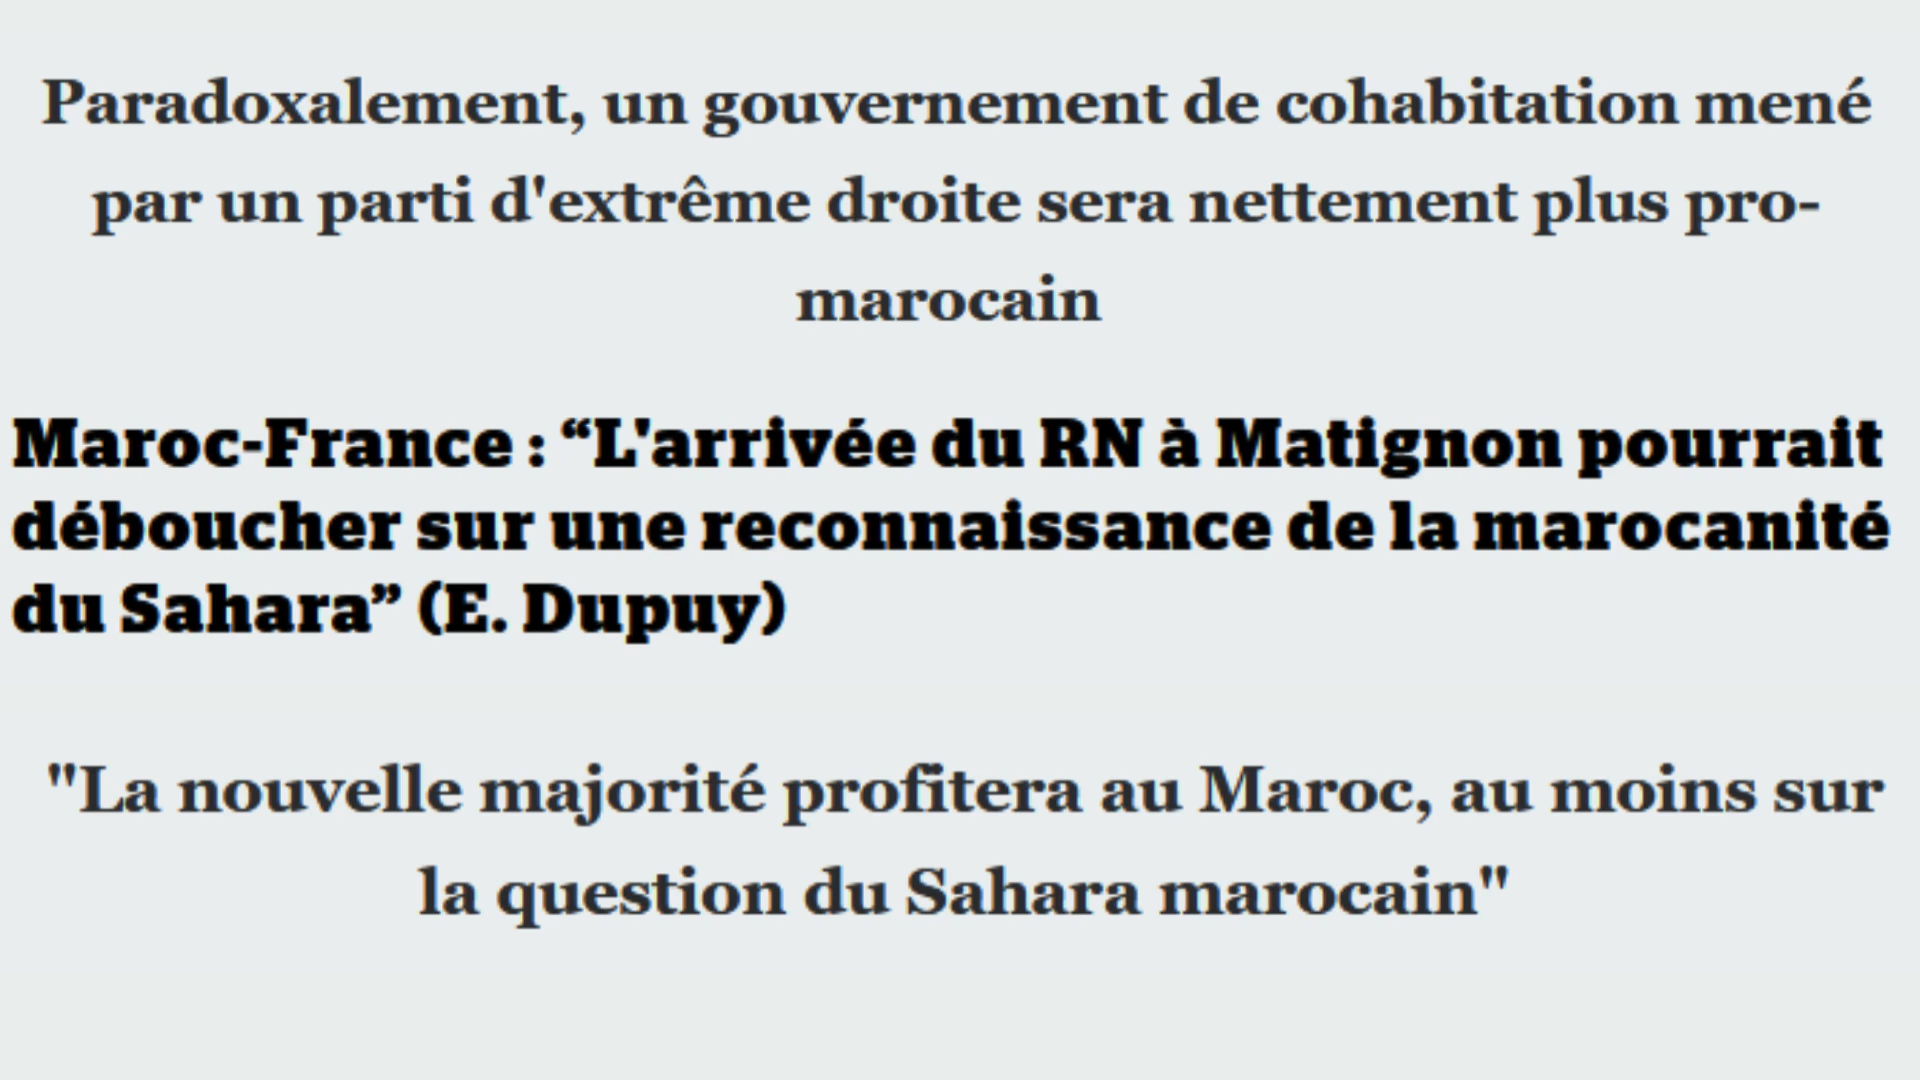 Paradoxalement, un gouvernement de cohabitation mené
par un parti d'extrême droite sera nettement plus pro-
marocain
Maroc-France : “L'arrivée du RN à Matignon pourrait
déboucher sur une reconnaissance de la marocanité
du Sahara” (E. Dupuy)
"La nouvelle majorité profitera au Maroc, au moins sur
la question du Sahara marocain"